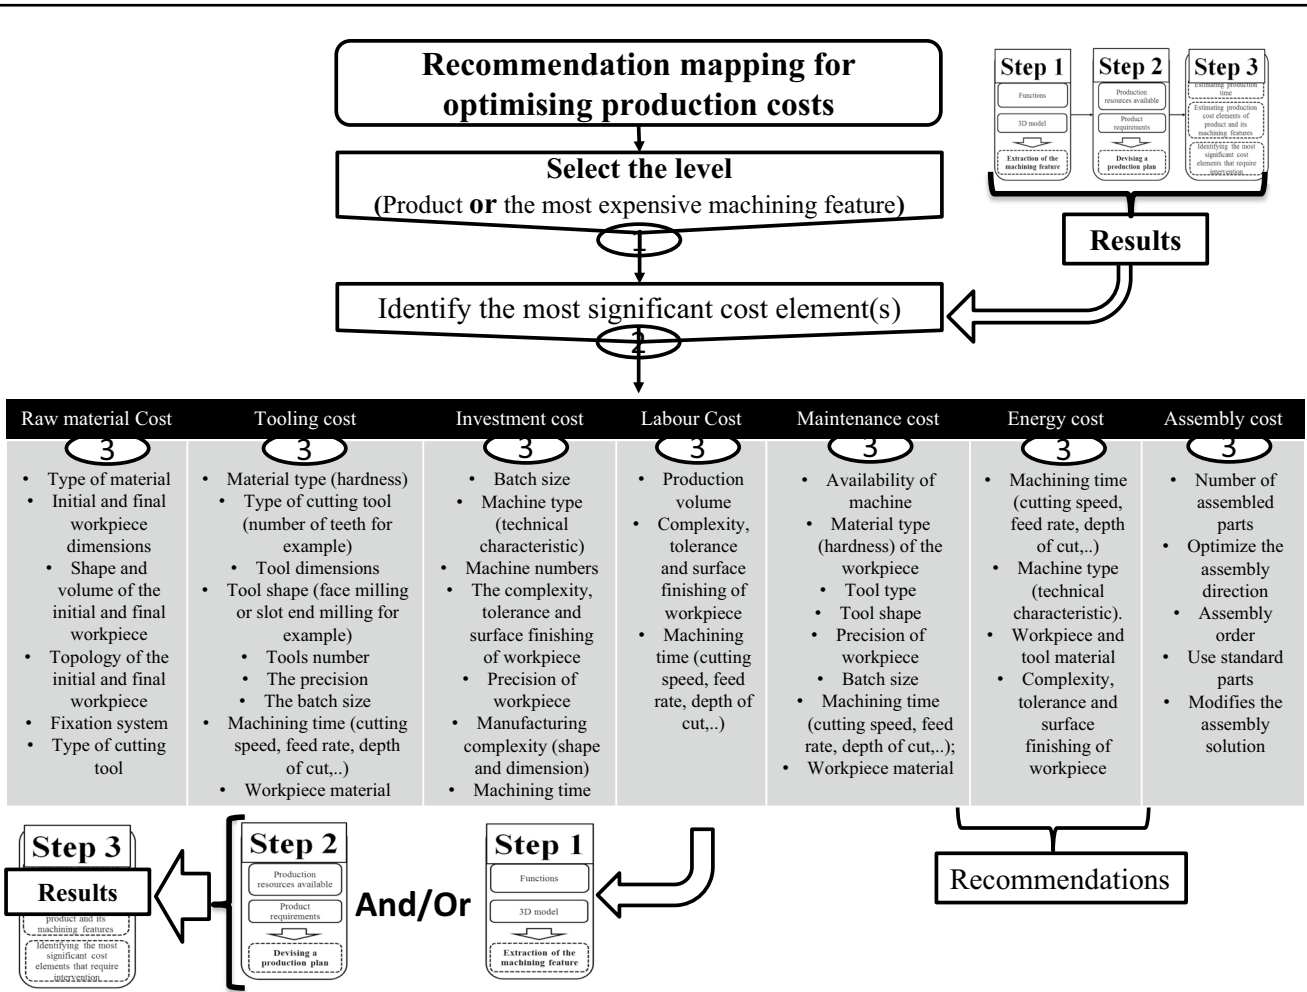 Recommendation mapping for
optimising production costs
Select the level
(Product or the most expensive machining feature)
1
Identify the most significant cost element(s)
2
Step 1
Functions
3D model
Extraction of the
machining feature
Step 2
Production
resources available
Product
requirements
Devising a
production plan
Step 3
Estimating production
time
Estimating production
cost elements of
product and its
machining features
Identifying the most
significant cost
elements that require
intervention
Results
Raw material Cost
3
• Type of material
• Initial and final
workpiece
dimensions
• Shape and
volume of the
initial and final
workpiece
• Topology of the
initial and final
workpiece
• Fixation system
• Type of cutting
tool
Tooling cost
3
• Material type (hardness)
• Type of cutting tool
(number of teeth for
example)
• Tool dimensions
• Tool shape (face milling
or slot end milling for
example)
• Tools number
• The precision
• The batch size
• Machining time (cutting
speed, feed rate, depth
of cut,..)
• Workpiece material
Investment cost
3
• Batch size
• Machine type
(technical
characteristic)
• Machine numbers
• The complexity,
tolerance and
surface finishing
of workpiece
• Precision of
workpiece
• Manufacturing
complexity (shape
and dimension)
• Machining time
Labour Cost
3
• Production
volume
• Complexity,
tolerance
and surface
finishing of
workpiece
• Machining
time (cutting
speed, feed
rate, depth of
cut,..)
Maintenance cost
3
• Availability of
machine
• Material type
(hardness) of the
workpiece
• Tool type
• Tool shape
• Precision of
workpiece
• Batch size
• Machining time
(cutting speed, feed
rate, depth of cut,..);
• Workpiece material
Energy cost
3
• Machining time
(cutting speed,
feed rate, depth
of cut,..)
• Machine type
(technical
characteristic).
• Workpiece and
tool material
• Complexity,
tolerance and
surface
finishing of
workpiece
Assembly cost
3
• Number of
assembled
parts
• Optimize the
assembly
direction
• Assembly
order
• Use standard
parts
• Modifies the
assembly
solution
Step 3
Results
product and its
machining features
Identifying the most
significant cost
elements that require
intervention
Step 2
Production
resources available
Product
requirements
Devising a
production plan
And/Or
Step 1
Functions
3D model
Extraction of the
machining feature
Recommendations